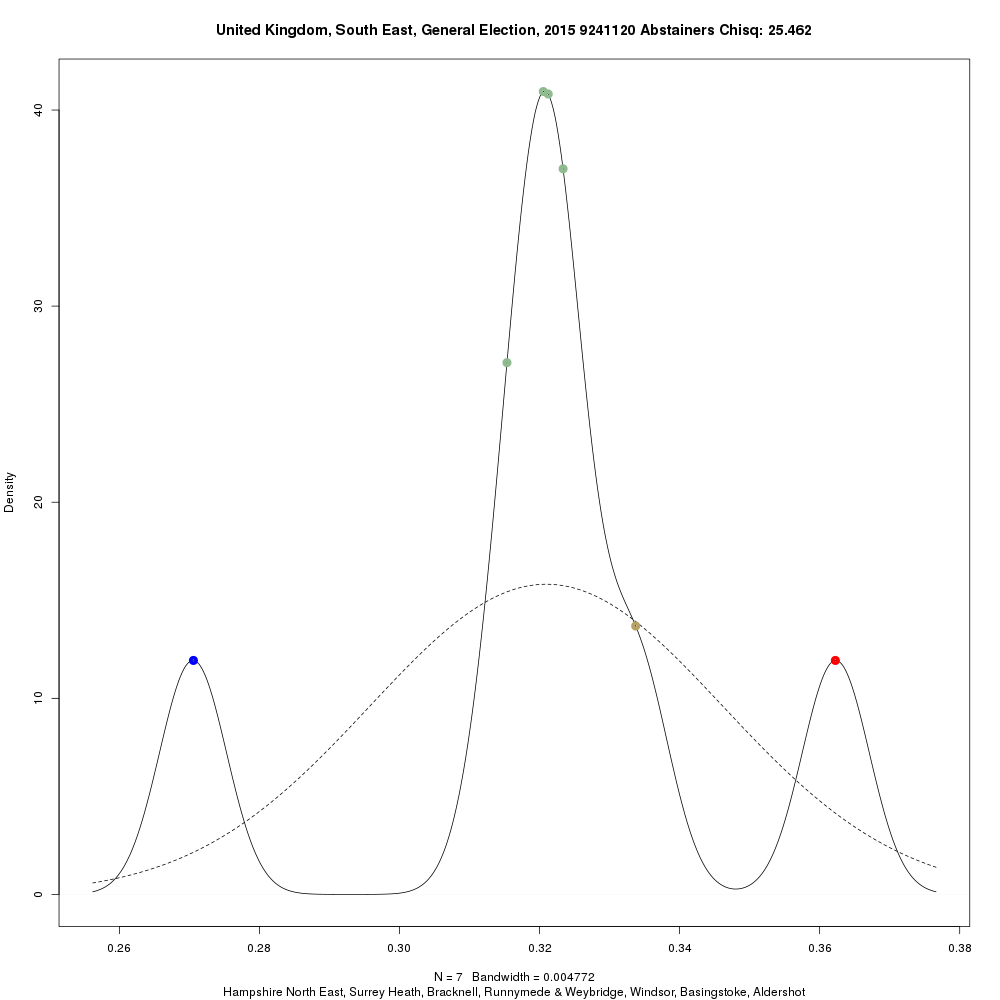 United Kingdom, South East, General Election, 2015 9241120 Abstainers Chisq: 25.462
40
30
20
10
0
Density
0.26 0.28 0.30 0.32 0.34 0.36 0.38
N = 7 Bandwidth = 0.004772
Hampshire North East, Surrey Heath, Bracknell, Runnymede & Weybridge, Windsor, Basingstoke, Aldershot